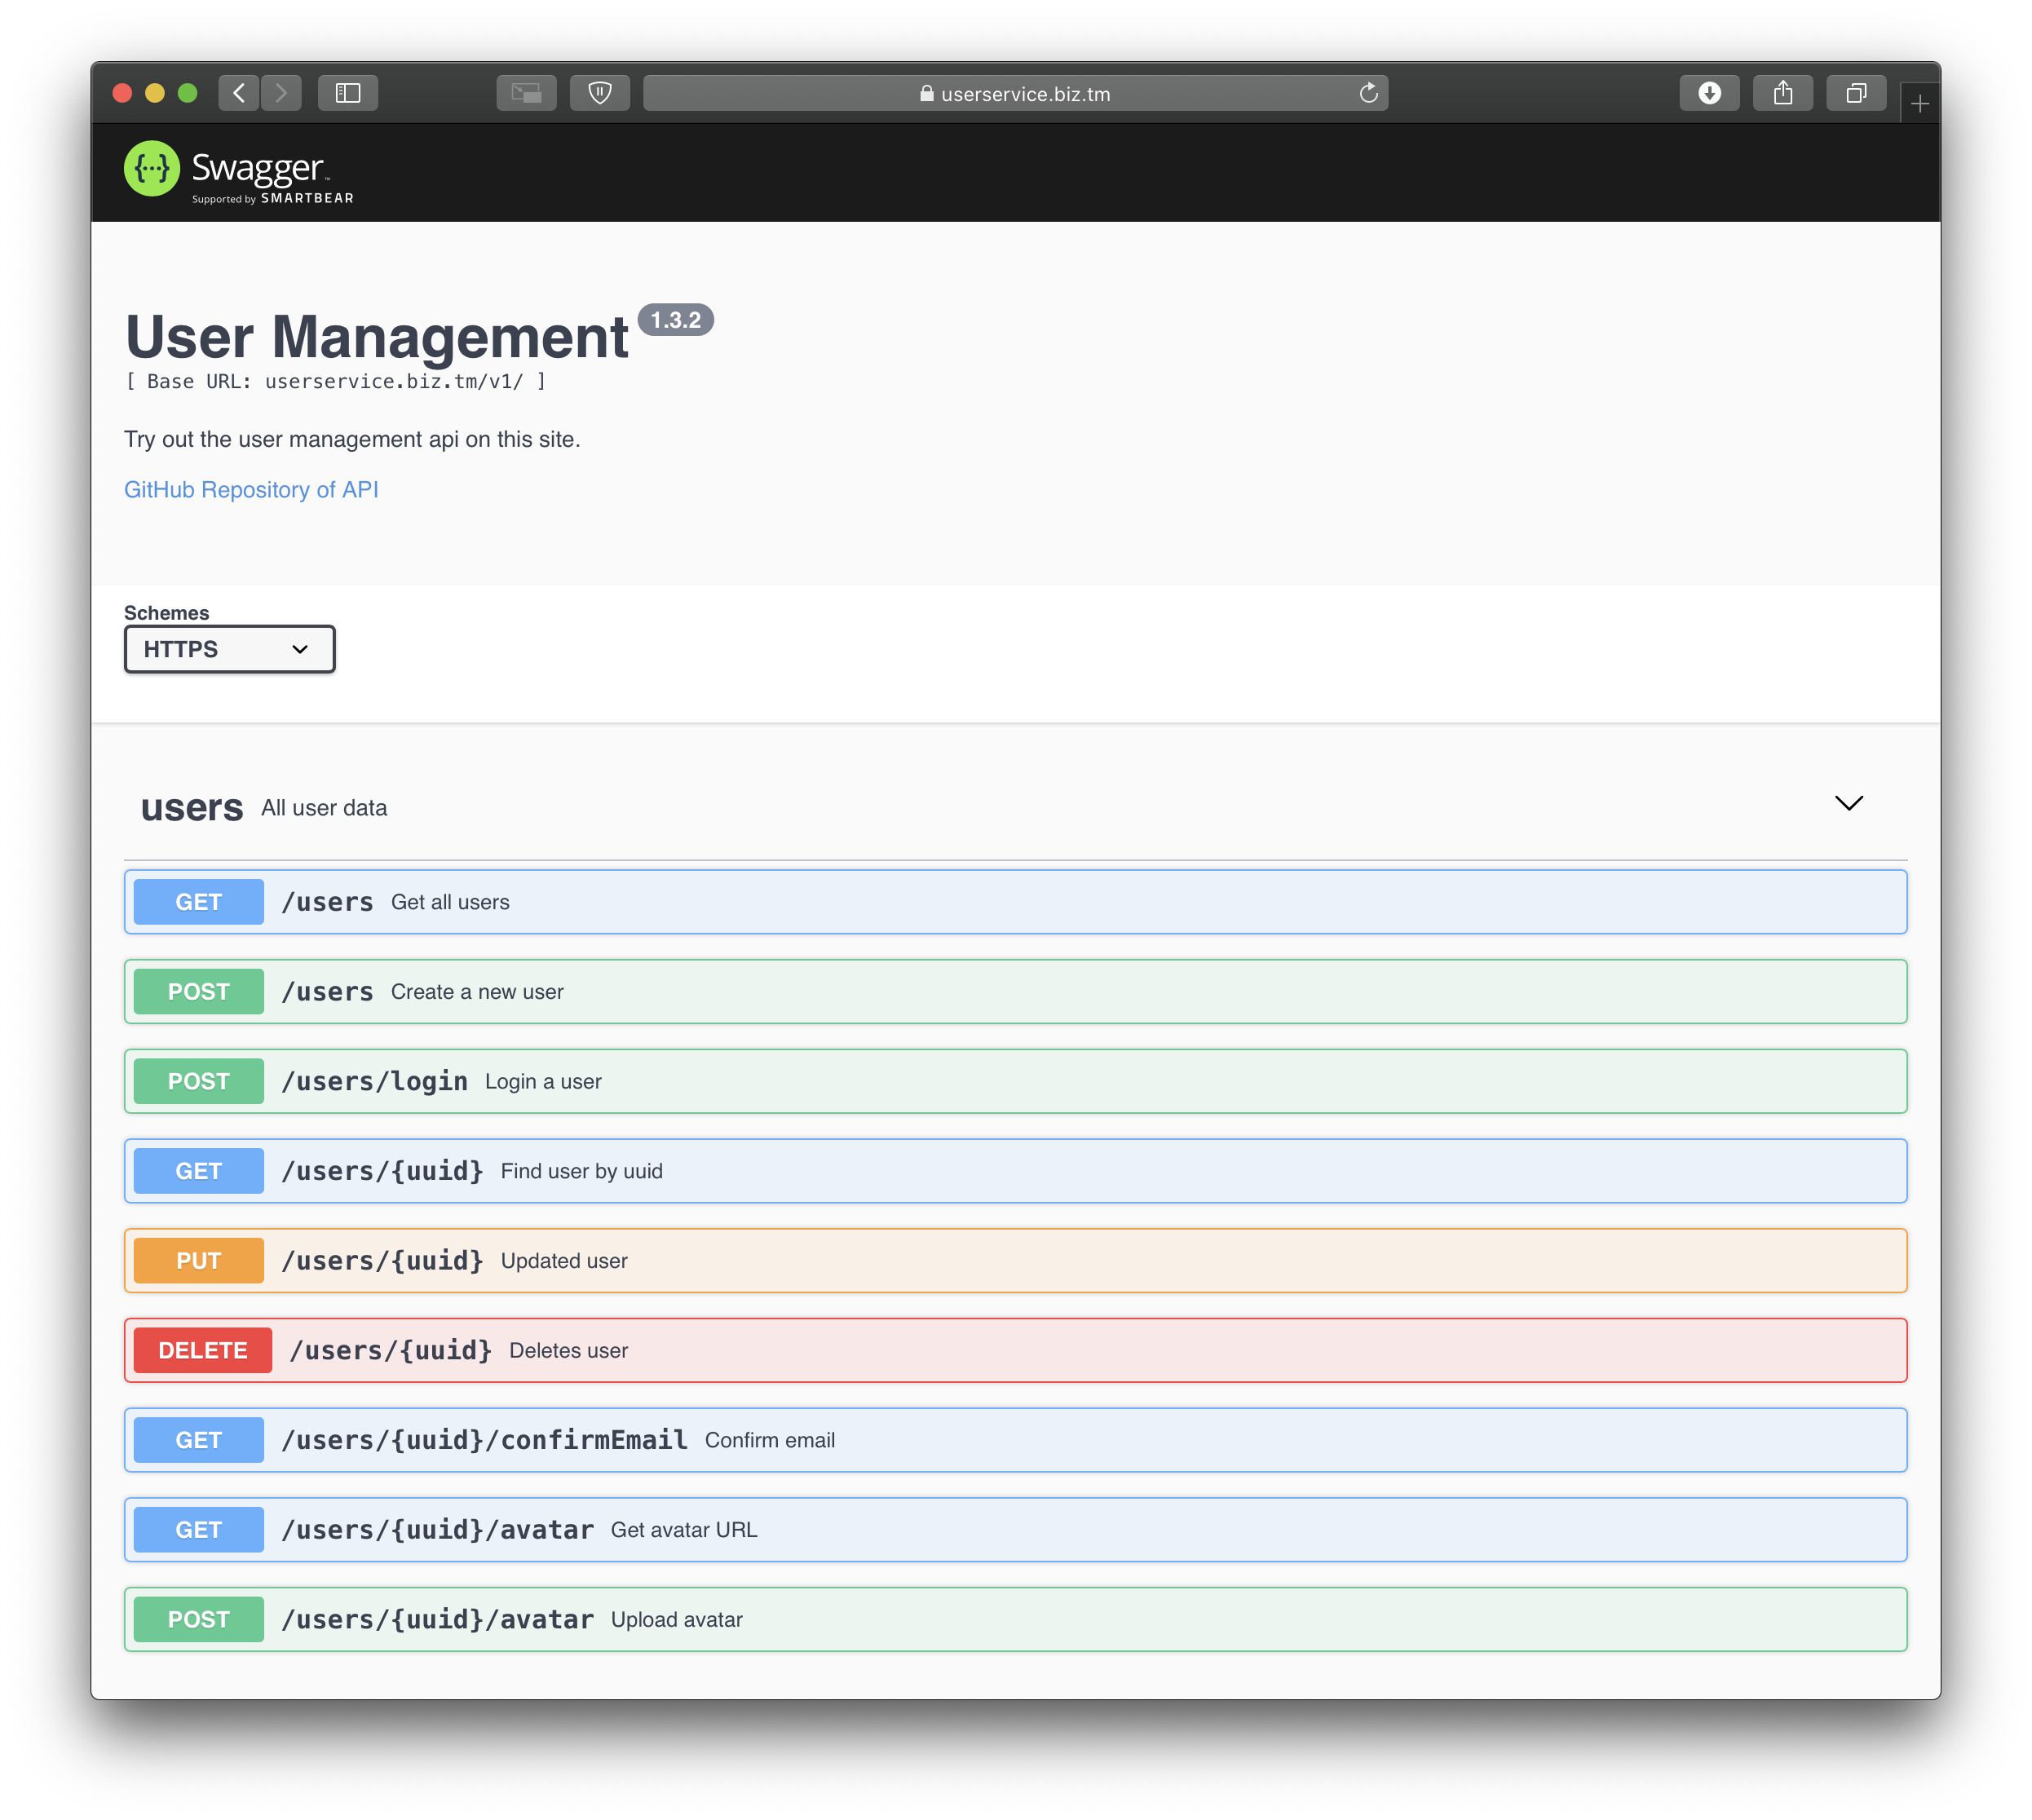 userservice.biz.tm
{···} Swagger™
Supported by SMARTBEAR
User Management 1.3.2
[ Base URL: userservice.biz.tm/v1/ ]
Try out the user management api on this site.
GitHub Repository of API
Schemes
HTTPS
users All user data
GET /users Get all users
POST /users Create a new user
POST /users/login Login a user
GET /users/{uuid} Find user by uuid
PUT /users/{uuid} Updated user
DELETE /users/{uuid} Deletes user
GET /users/{uuid}/confirmEmail Confirm email
GET /users/{uuid}/avatar Get avatar URL
POST /users/{uuid}/avatar Upload avatar